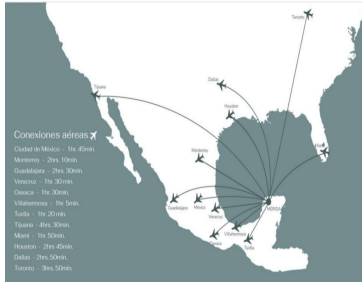 Toronto
Dallas
Tijuana
Houston
Miami
Monterrey
Conexiones aéreas
Ciudad de México - 1hr. 45min.
Monterrey - 2hrs. 10min.
Guadalajara - 2hrs. 30min.
Veracruz - 1hr. 30 min.
Oaxaca - 1hr. 30min.
Villahermosa - 1hr. 5min.
Tuxtla - 1hr. 20 min.
Tijuana - 4hrs. 30min.
Miami - 1hr. 50min.
Houston - 2hrs. 45min.
Dallas - 2hrs. 50min.
Toronto - 3hrs. 50min.
Guadalajara
México
MÉRIDA
Veracruz
Villahermosa
Oaxaca
Tuxtla